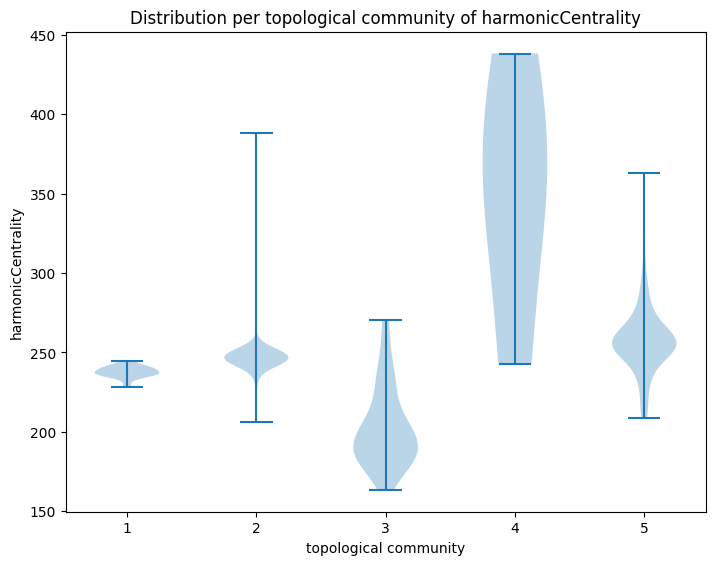 Distribution per topological community of harmonicCentrality
450
400
350
300
250
200
150
harmonicCentrality
1 2 3 4 5
topological community